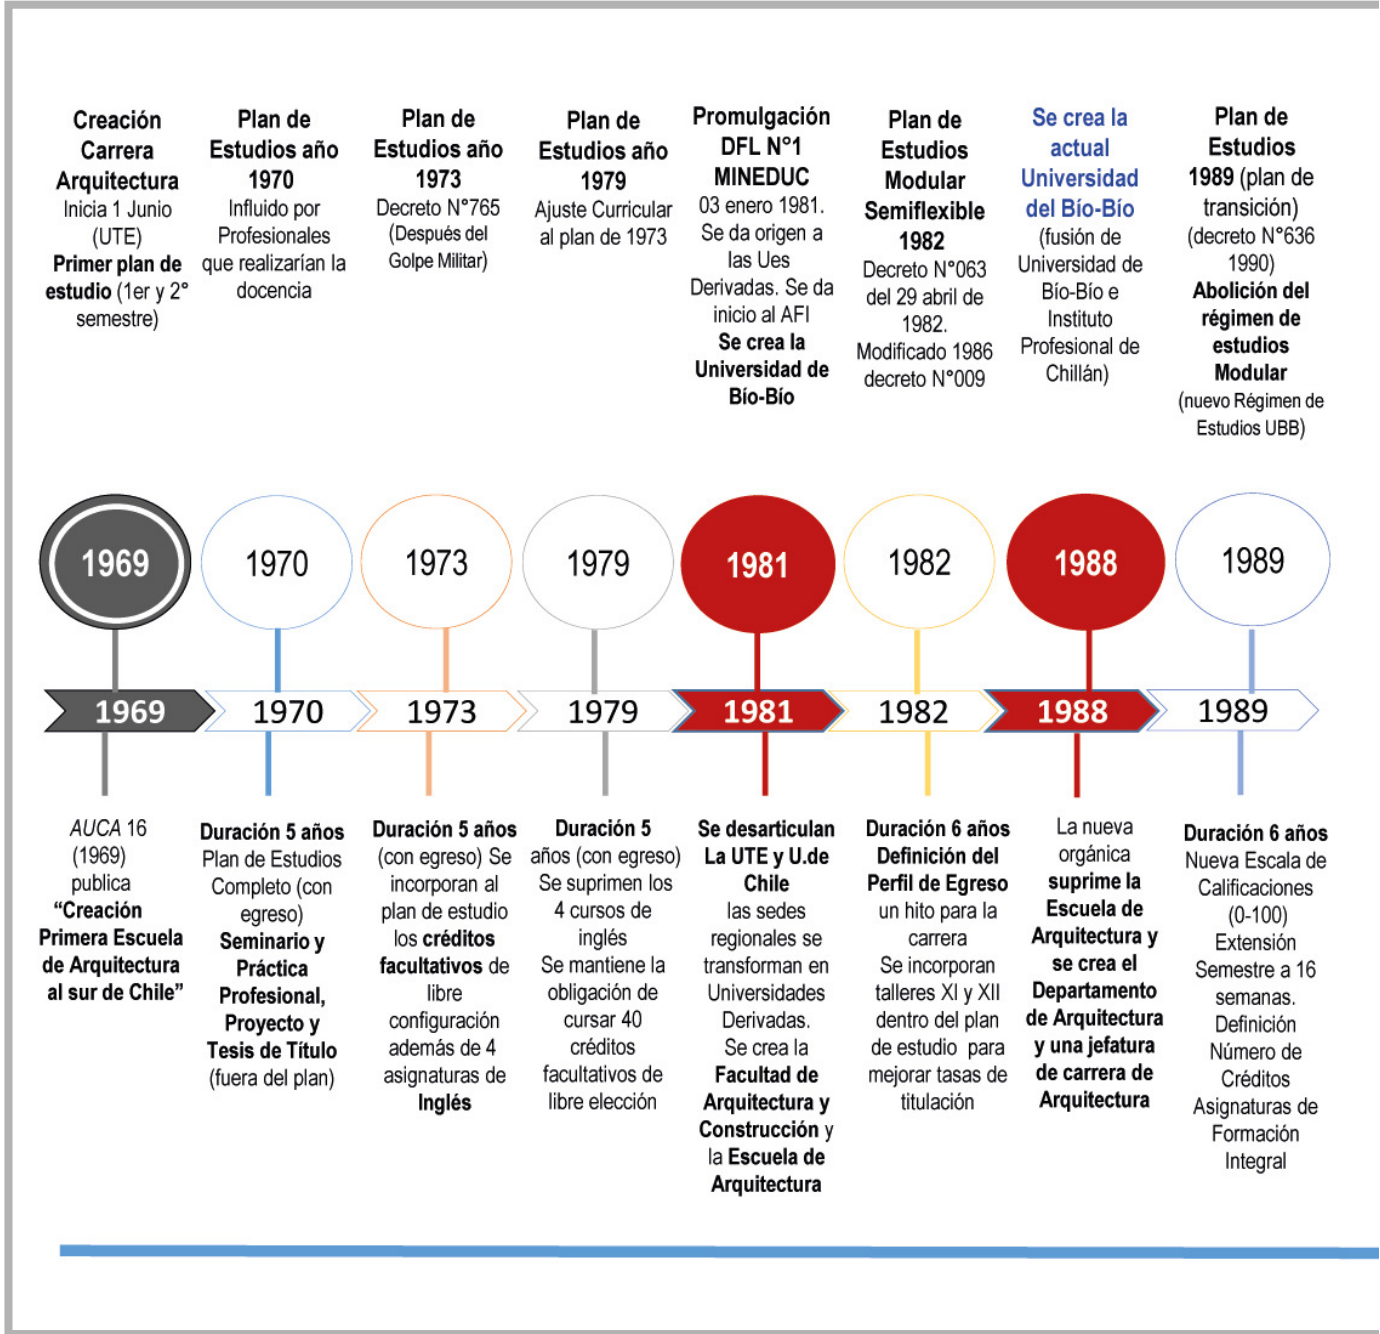 Creación
Carrera
Arquitectura
Inicia 1 Junio
(UTE)
Primer plan de
estudio (1er y 2°
semestre)
Plan de
Estudios año
1970
Influido por
Profesionales
que realizarían la
docencia
Plan de
Estudios año
1973
Decreto N°765
(Después del
Golpe Militar)
Plan de
Estudios año
1979
Ajuste Curricular
al plan de 1973
Promulgación
DFL N°1
MINEDUC
03 enero 1981.
Se da origen a
las Ues
Derivadas. Se da
inicio al AFI
Se crea la
Universidad de
Bío-Bío
Plan de
Estudios
Modular
Semiflexible
1982
Decreto N°063
del 29 abril de
1982.
Modificado 1986
decreto N°009
Se crea la
actual
Universidad
del Bío-Bío
(fusión de
Universidad de
Bío-Bío e
Instituto
Profesional de
Chillán)
Plan de
Estudios
1989 (plan de
transición)
(decreto N°636
1990)
Abolición del
régimen de
estudios
Modular
(nuevo Régimen de
Estudios UBB)
1969
1970
1973
1979
1981
1982
1988
1989
1969
1970
1973
1979
1981
1982
1988
1989
AUCA 16
(1969)
publica
“Creación
Primera Escuela
de Arquitectura
al sur de Chile”
Duración 5 años
Plan de Estudios
Completo (con
egreso)
Seminario y
Práctica
Profesional,
Proyecto y
Tesis de Título
(fuera del plan)
Duración 5 años
(con egreso) Se
incorporan al
plan de estudio
los créditos
facultativos de
libre
configuración
además de 4
asignaturas de
Inglés
Duración 5
años (con egreso)
Se suprimen los
4 cursos de
inglés
Se mantiene la
obligación de
cursar 40
créditos
facultativos de
libre elección
Se desarticulan
La UTE y U.de
Chile
las sedes
regionales se
transforman en
Universidades
Derivadas.
Se crea la
Facultad de
Arquitectura y
Construcción y
la Escuela de
Arquitectura
Duración 6 años
Definición del
Perfil de Egreso
un hito para la
carrera
Se incorporan
talleres XI y XII
dentro del plan
de estudio para
mejorar tasas de
titulación
La nueva
orgánica
suprime la
Escuela de
Arquitectura y
se crea el
Departamento
de Arquitectura
y una jefatura
de carrera de
Arquitectura
Duración 6 años
Nueva Escala de
Calificaciones
(0-100)
Extensión
Semestre a 16
semanas.
Definición
Número de
Créditos
Asignaturas de
Formación
Integral